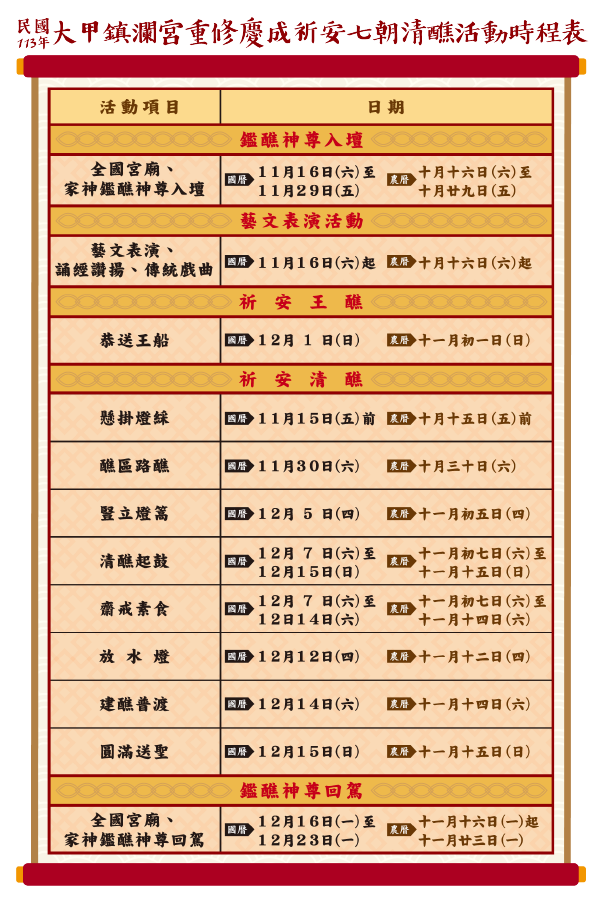 民國113年大甲鎮瀾宮重修慶成祈安七朝清醮活動時程表
活動項目 日期
鑑醮神尊入壇
全國宮廟、
家神鑑醮神尊入壇
國曆 11月16日(六)至
11月29日(五)
農曆 十月十六日(六)至
十月廿九日(五)
藝文表演活動
藝文表演、
誦經讚揚、傳統戲曲
國曆 11月16日(六)起 農曆 十月十六日(六)起
祈安王醮
恭送王船 國曆 12月 1 日(日) 農曆 十一月初一日(日)
祈安清醮
懸掛燈綵 國曆 11月15日(五)前 農曆 十月十五日(五)前
醮區路醮 國曆 11月30日(六) 農曆 十月三十日(六)
豎立燈篙 國曆 12月 5 日(四) 農曆 十一月初五日(四)
清醮起鼓
國曆 12月 7 日(六)至
12月15日(日)
農曆 十一月初七日(六)至
十一月十五日(日)
齋戒素食
國曆 12月 7 日(六)至
12日14日(六)
農曆 十一月初七日(六)至
十一月十四日(六)
放水燈 國曆 12月12日(四) 農曆 十一月十二日(四)
建醮普渡 國曆 12月14日(六) 農曆 十一月十四日(六)
圓滿送聖 國曆 12月15日(日) 農曆 十一月十五日(日)
鑑醮神尊回駕
全國宮廟、
家神鑑醮神尊回駕
國曆 12月16日(一)至
12月23日(一)
農曆 十一月十六日(一)起
十一月廿三日(一)